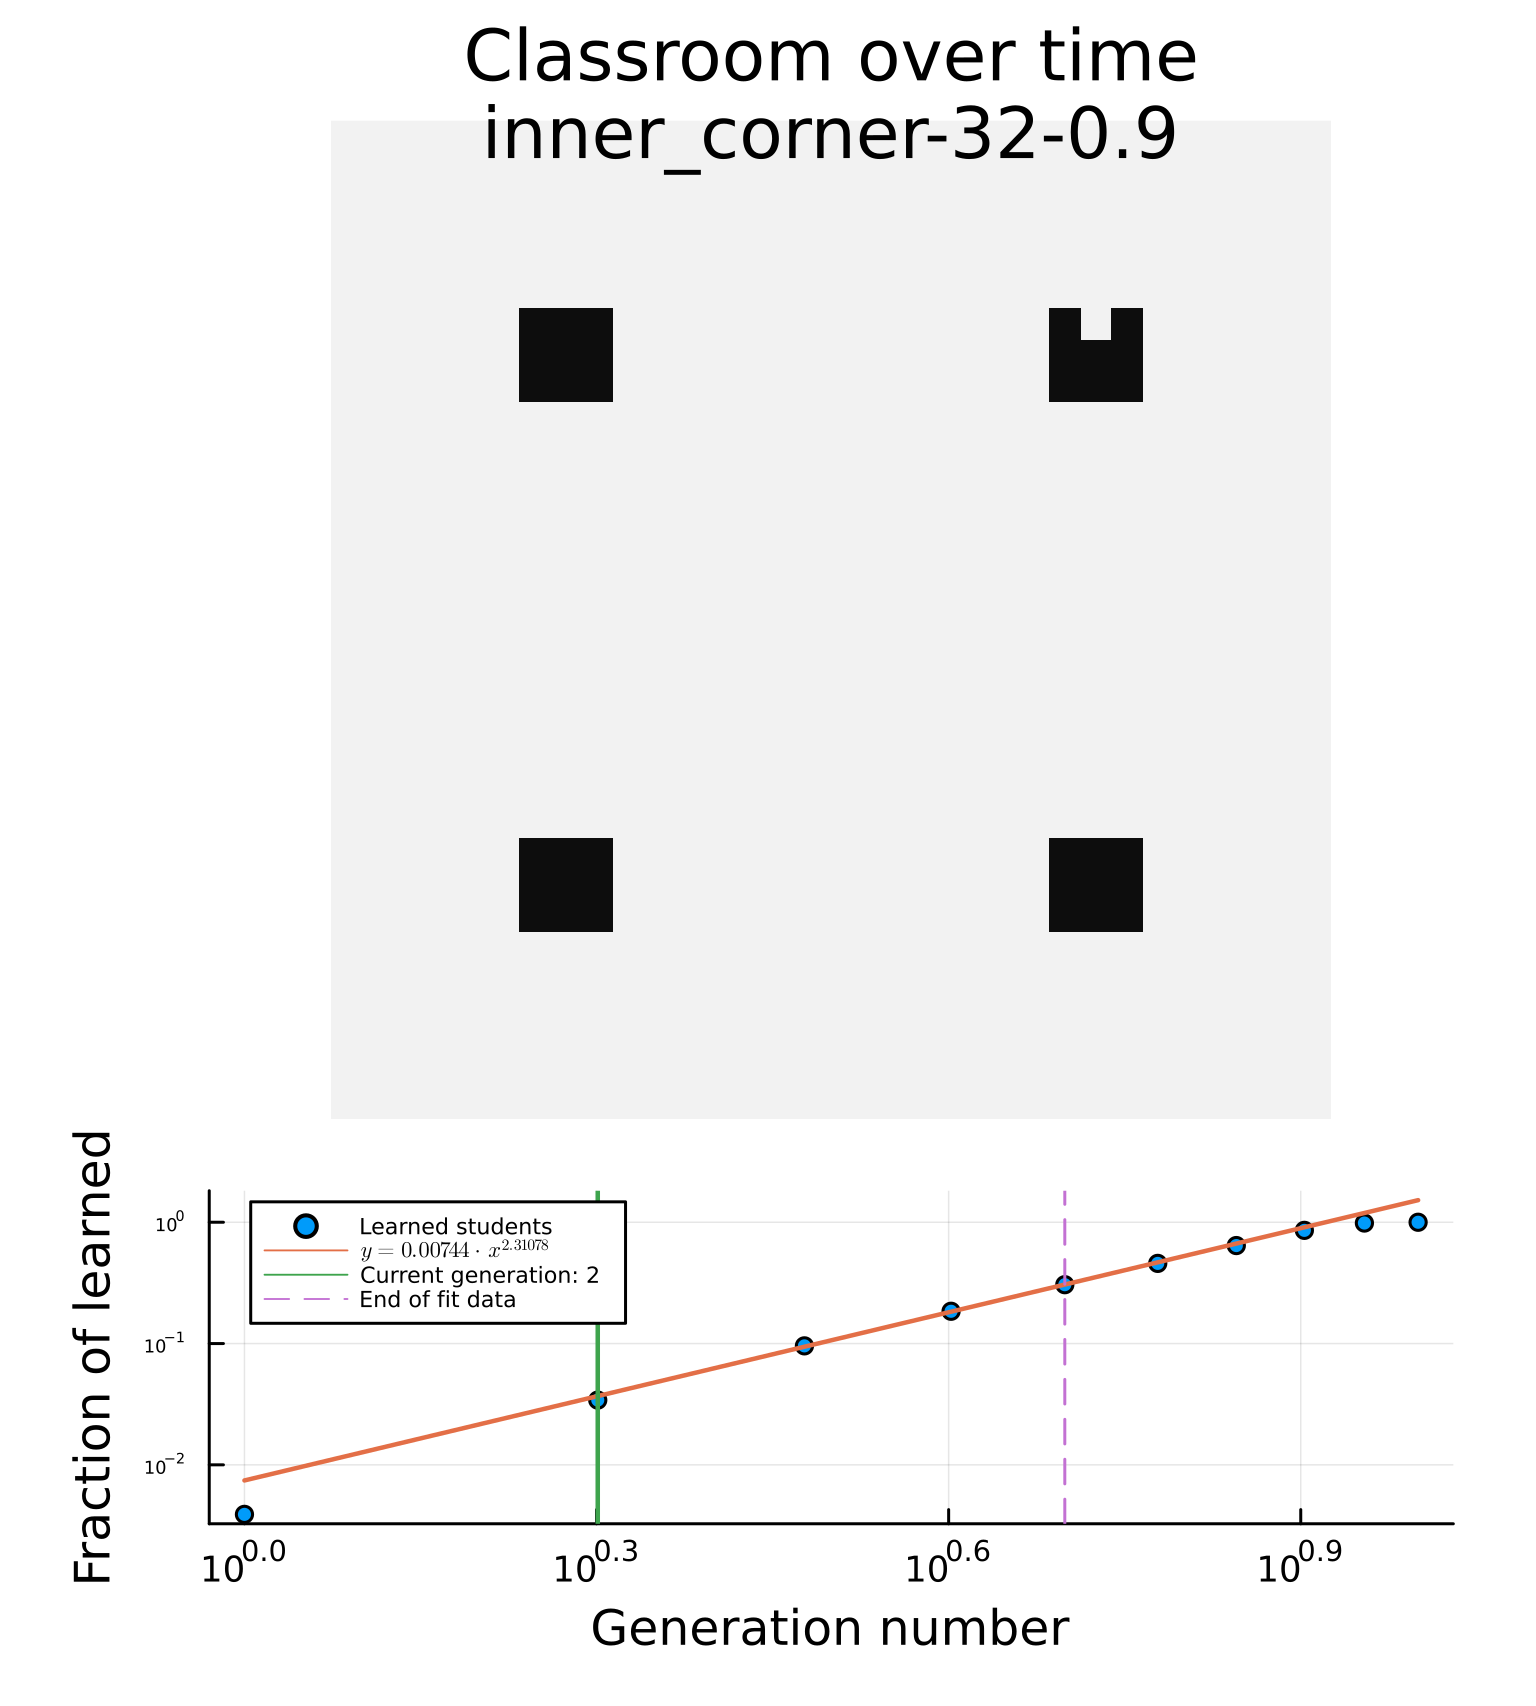 Classroom over time
inner_corner-32-0.9
Fraction of learned
10^0
10^-1
10^-2
Learned students
y = 0.00744 · x^2.31078
Current generation: 2
End of fit data
10^0.0 10^0.3 10^0.6 10^0.9
Generation number